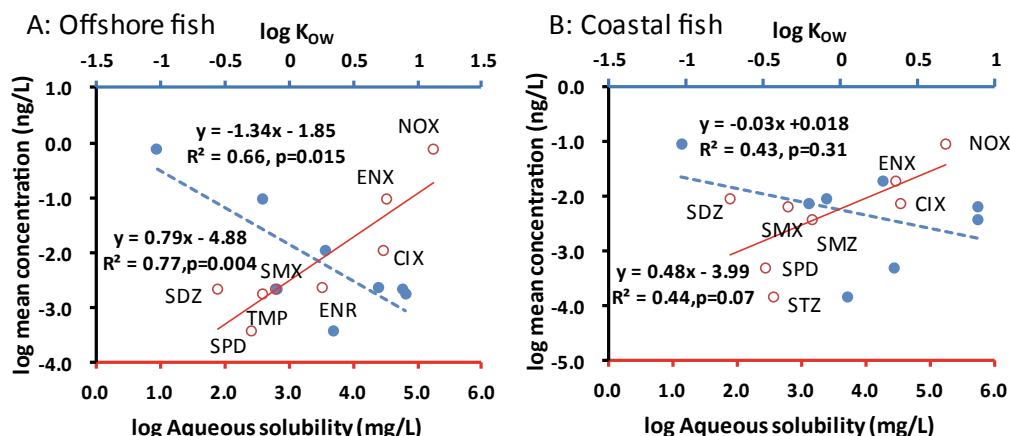 A: Offshore fish
log KOW
-1.5 -1 -0.5 0 0.5 1 1.5
log mean concentration (ng/L)
1.0
0.0
-1.0
-2.0
-3.0
-4.0
y = -1.34x - 1.85
R² = 0.66, p=0.015
NOX
ENX
y = 0.79x - 4.88
R² = 0.77,p=0.004
CIX
SMX
SDZ
ENR
TMP
SPD
0.0 1.0 2.0 3.0 4.0 5.0 6.0
log Aqueous solubility (mg/L)
B: Coastal fish
log KOW
-1.5 -1 -0.5 0 0.5 1
log mean concentration (ng/L)
0.0
-1.0
-2.0
-3.0
-4.0
-5.0
y = -0.03x +0.018
R² = 0.43, p=0.31
NOX
ENX
SDZ
CIX
SMX
SMZ
SPD
y = 0.48x - 3.99
R² = 0.44,p=0.07
STZ
0.0 1.0 2.0 3.0 4.0 5.0 6.0
log Aqueous solubility (mg/L)